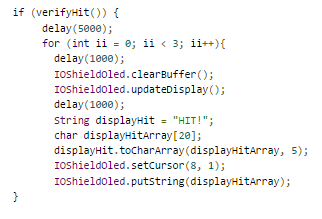 if (verifyHit()) {
delay(5000);
for (int ii = 0; ii < 3; ii++){
delay(1000);
IOShieldOled.clearBuffer();
IOShieldOled.updateDisplay();
delay(1000);
String displayHit = "HIT!";
char displayHitArray[20];
displayHit.toCharArray(displayHitArray, 5);
IOShieldOled.setCursor(8, 1);
IOShieldOled.putString(displayHitArray);
}